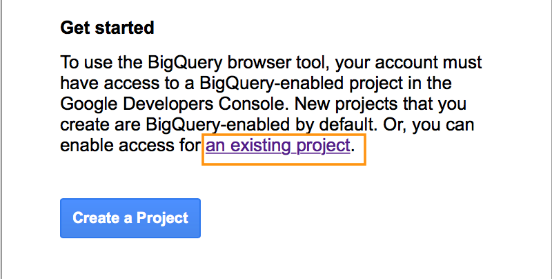 Get started
To use the BigQuery browser tool, your account must
have access to a BigQuery-enabled project in the
Google Developers Console. New projects that you
create are BigQuery-enabled by default. Or, you can
enable access for an existing project.
Create a Project